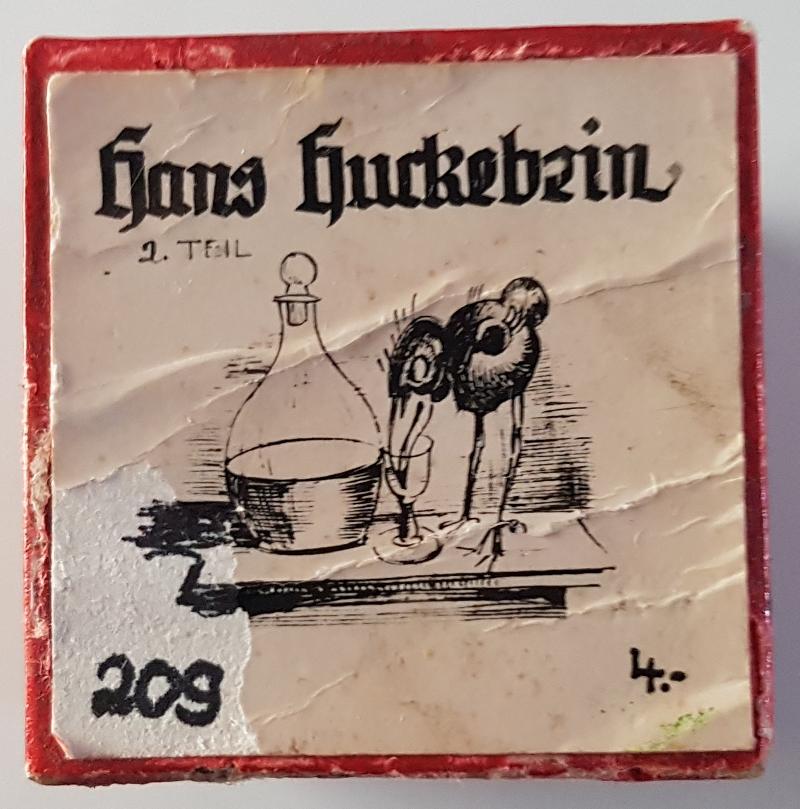 Hans Huckebein
2. TEIL
209
4.-